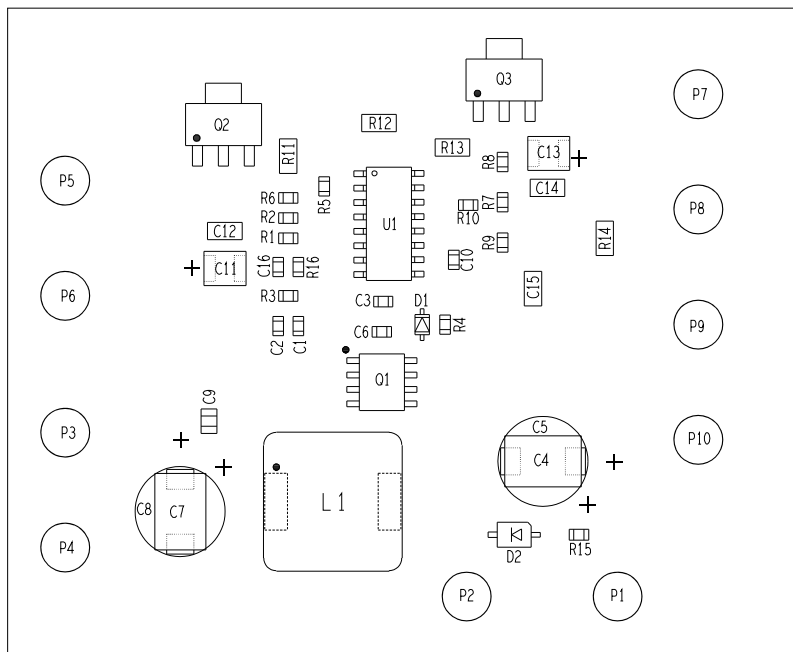 Q3
P7
Q2
R12
R13
R8
C13
+
R11
P5
R5
R6
C14
R7
R10
P8
R2
U1
R1
C12
R9
R14
C16
R16
+
C11
C10
C15
R3
C3
P6
D1
C2
C1
C6
R4
P9
Q1
C9
P3
+
+
C5
P10
C4
+
C8
C7
L1
+
P4
D2
R15
P2
P1